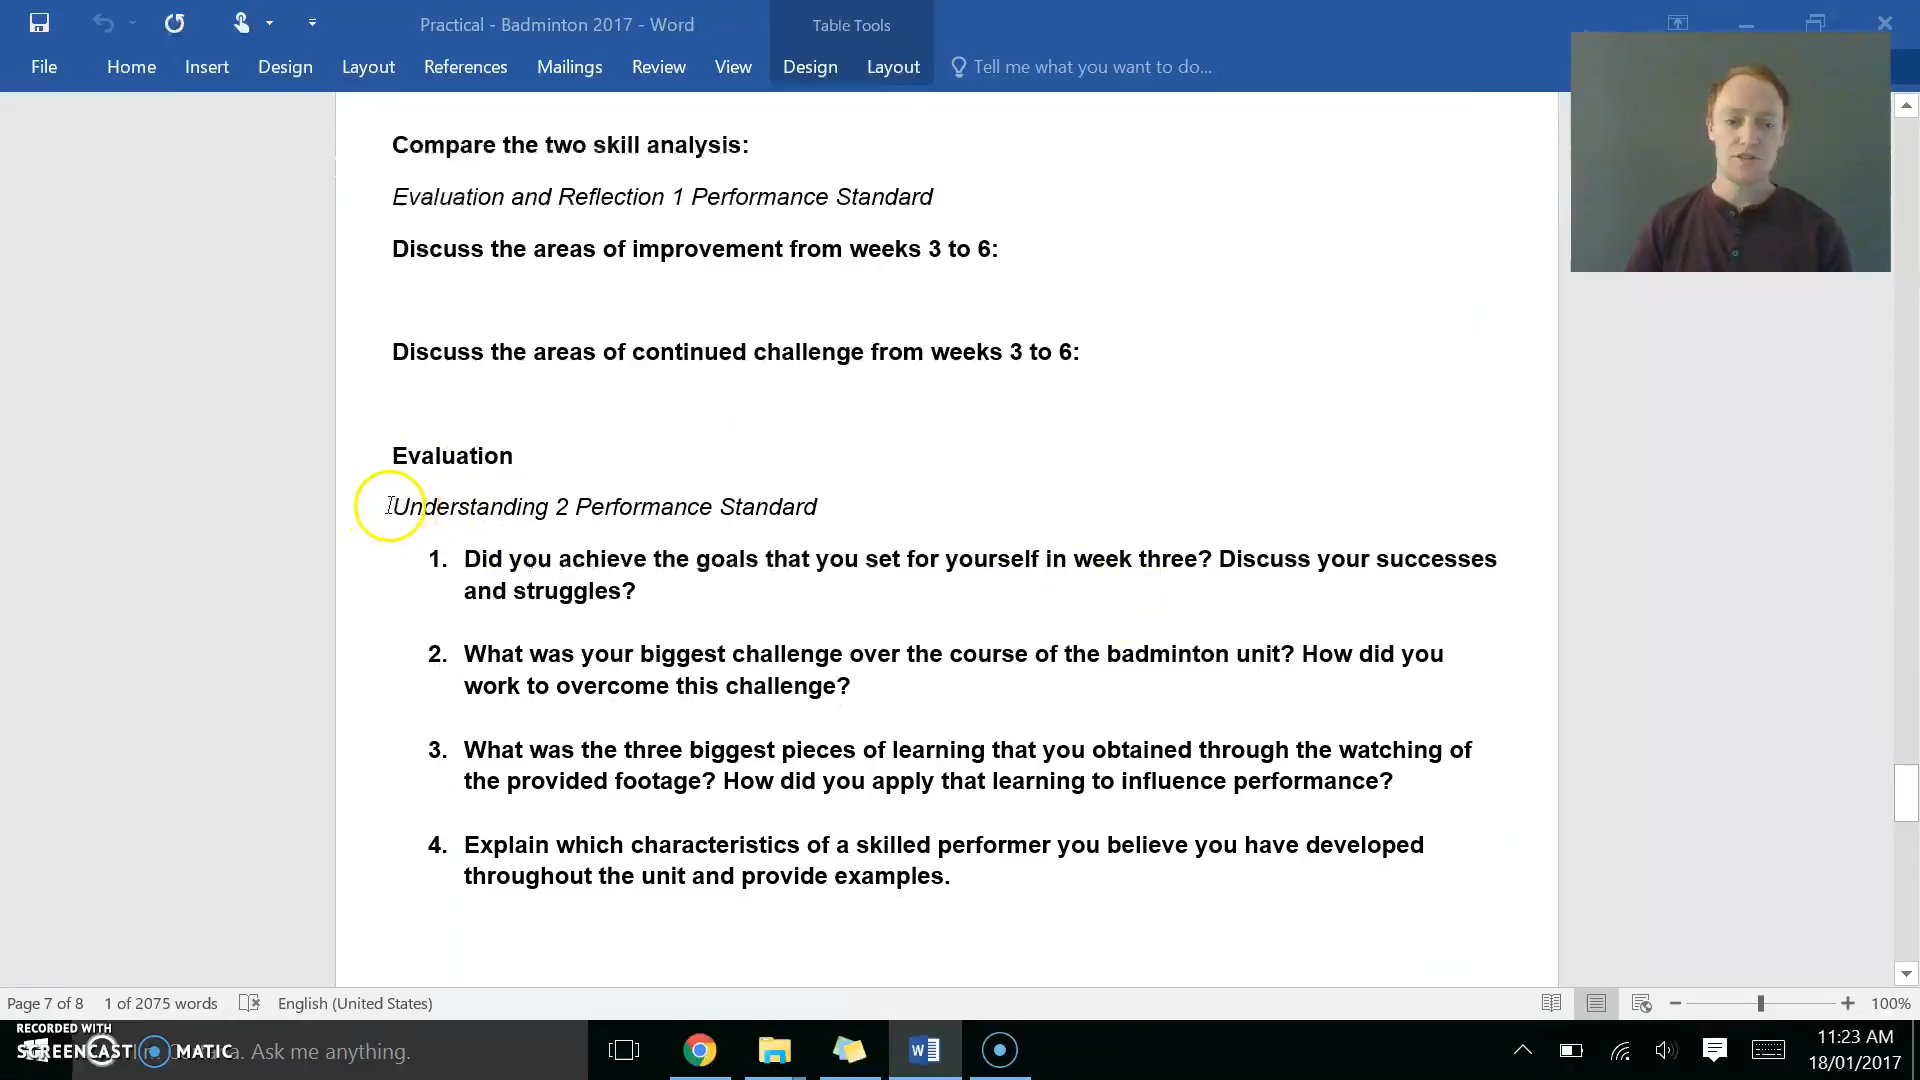 Practical - Badminton 2017 - Word
Table Tools
File Home Insert Design Layout References Mailings Review View Design Layout Tell me what you want to do...
Compare the two skill analysis:
Evaluation and Reflection 1 Performance Standard
Discuss the areas of improvement from weeks 3 to 6:
Discuss the areas of continued challenge from weeks 3 to 6:
Evaluation
Understanding 2 Performance Standard
1. Did you achieve the goals that you set for yourself in week three? Discuss your successes
and struggles?
2. What was your biggest challenge over the course of the badminton unit? How did you
work to overcome this challenge?
3. What was the three biggest pieces of learning that you obtained through the watching of
the provided footage? How did you apply that learning to influence performance?
4. Explain which characteristics of a skilled performer you believe you have developed
throughout the unit and provide examples.
Page 7 of 8 1 of 2075 words English (United States) 100%
RECORDED WITH
SCREENCAST MATIC
Ask me anything.
11:23 AM
18/01/2017